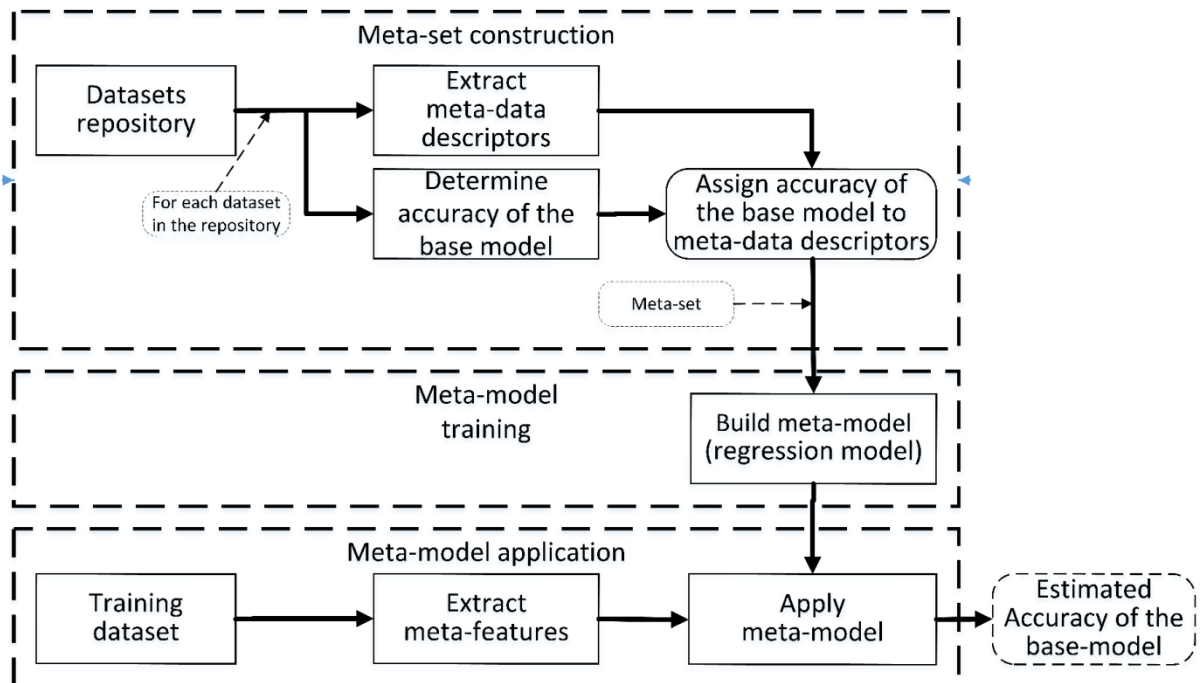 Meta-set construction
Datasets
repository
Extract
meta-data
descriptors
For each dataset
in the repository
Determine
accuracy of the
base model
Assign accuracy of
the base model to
meta-data descriptors
Meta-set
Meta-model
training
Build meta-model
(regression model)
Meta-model application
Training
dataset
Extract
meta-features
Apply
meta-model
Estimated
Accuracy of the
base-model